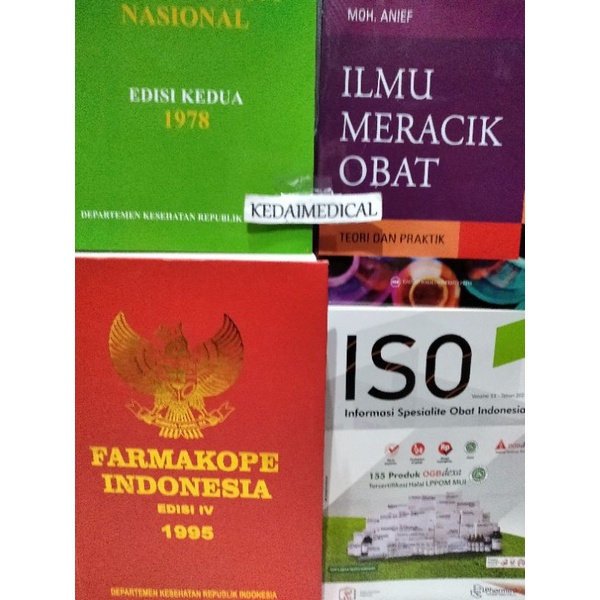 NASIONAL
EDISI KEDUA
1978
DEPARTEMEN KESEHATAN REPUBLIK
MOH. ANIEF
ILMU
MERACIK
OBAT
TEORI DAN PRAKTIK
KEDAIMEDICAL
FARMAKOPE
INDONESIA
EDISI IV
1995
DEPARTEMEN KESEHATAN REPUBLIK INDONESIA
ISO
Informasi Spesialite Obat Indonesia
155 Produk OGBdexa
Tersertifikasi Halal LPPOM MUI